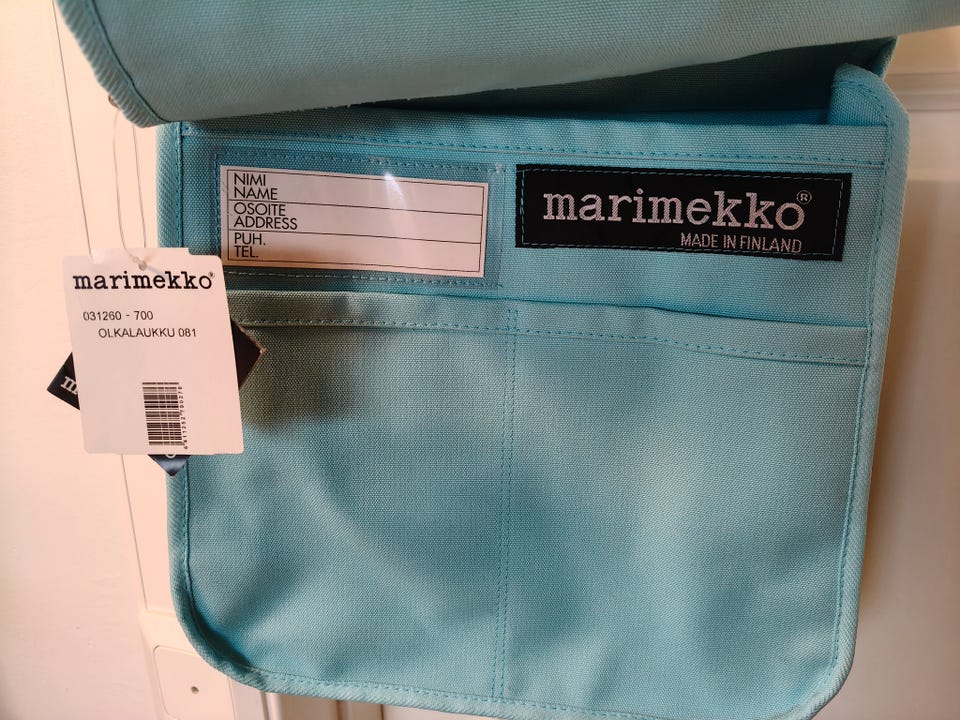 NIMI
NAME
OSOITE
ADDRESS
PUH.
TEL.
marimekko®
MADE IN FINLAND
marimekko®
031260 - 700
OLKALAUKKU 081